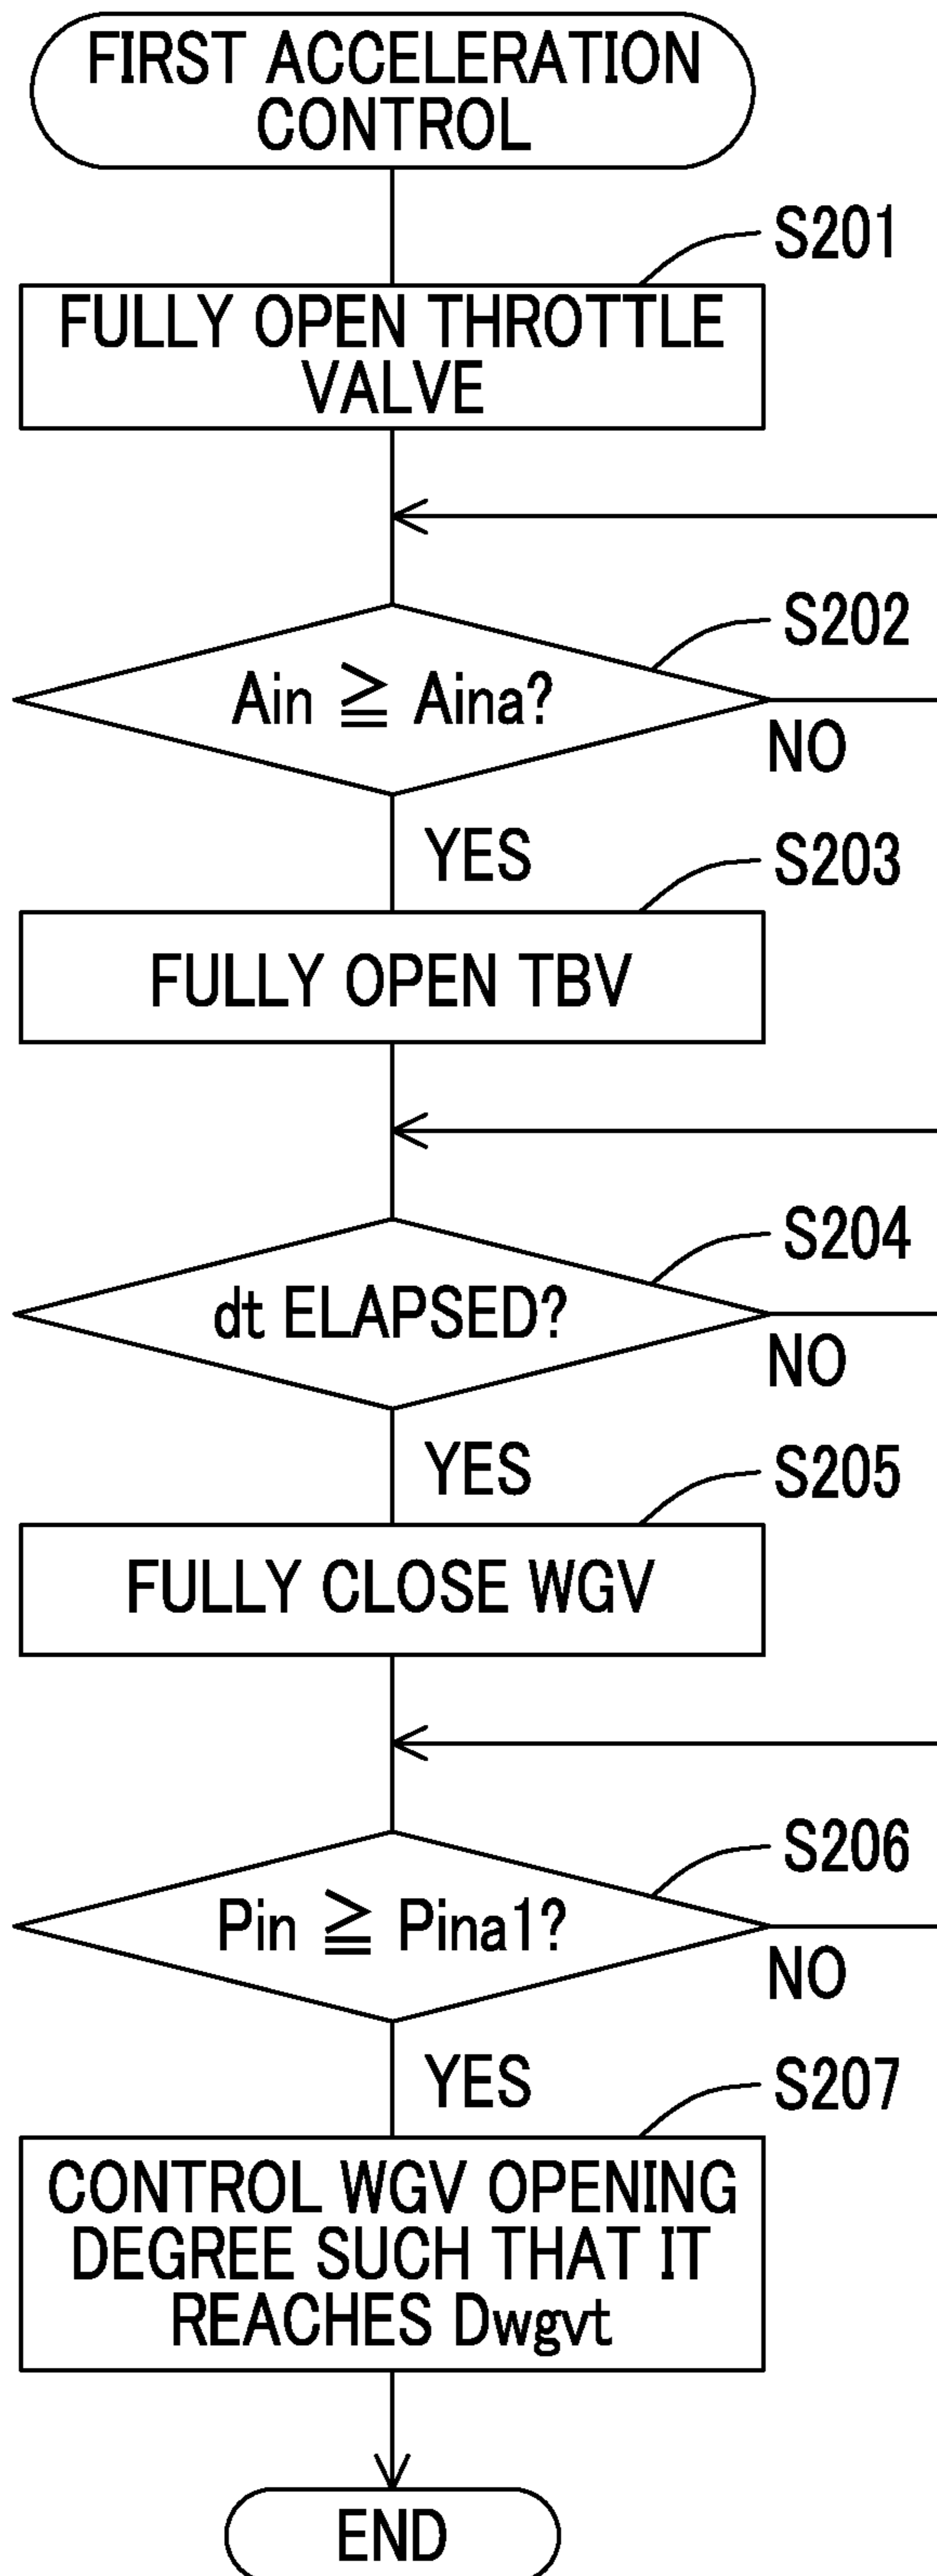 FIRST ACCELERATION
CONTROL
S201
FULLY OPEN THROTTLE
VALVE
S202
Ain ≧ Aina?
NO
YES
S203
FULLY OPEN TBV
S204
dt ELAPSED?
NO
YES
S205
FULLY CLOSE WGV
S206
Pin ≧ Pina1?
NO
YES
S207
CONTROL WGV OPENING
DEGREE SUCH THAT IT
REACHES Dwgvt
END